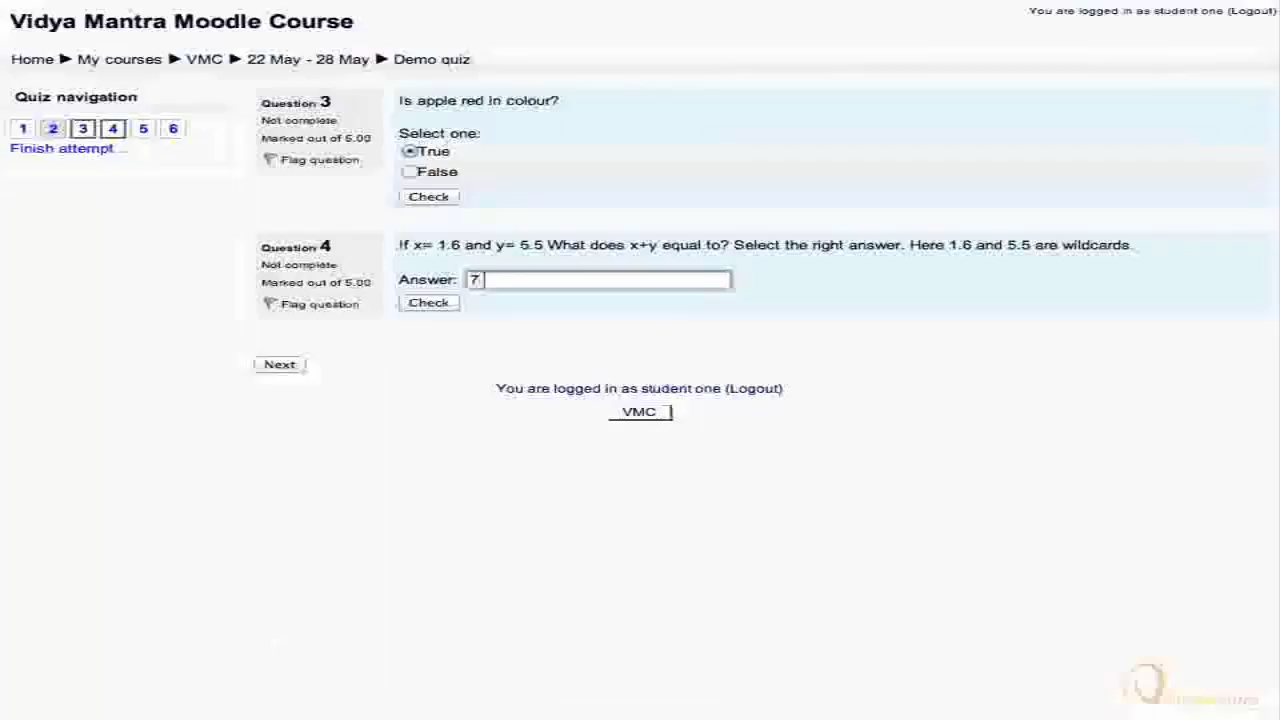 Vidya Mantra Moodle Course
You are logged in as student one (Logout)
Home ► My courses ► VMC ► 22 May - 28 May ► Demo quiz
Quiz navigation
1 2 3 4 5 6
Finish attempt ...
Question 3
Not complete
Marked out of 5.00
Flag question
Is apple red in colour?
Select one:
True
False
Check
Question 4
Not complete
Marked out of 5.00
Flag question
If x= 1.6 and y= 5.5 What does x+y equal to? Select the right answer. Here 1.6 and 5.5 are wildcards.
Answer: 7
Check
Next
You are logged in as student one (Logout)
VMC